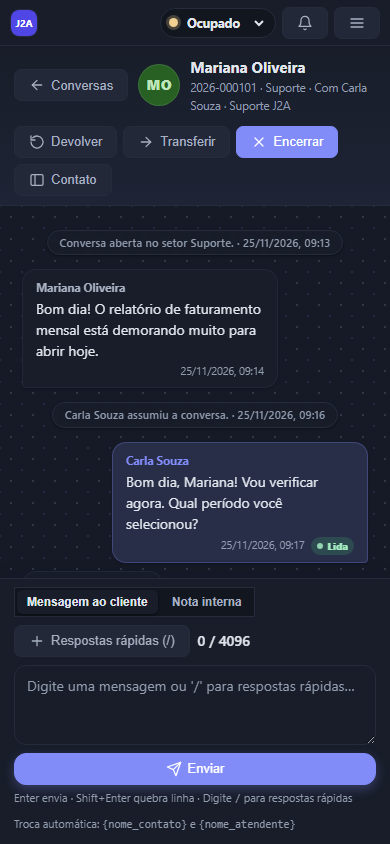 J2A
Ocupado
Conversas
MO
Mariana Oliveira
2026-000101 · Suporte · Com Carla
Souza · Suporte J2A
Devolver
Transferir
Encerrar
Contato
Conversa aberta no setor Suporte. · 25/11/2026, 09:13
Mariana Oliveira
Bom dia! O relatório de faturamento
mensal está demorando muito para
abrir hoje.
25/11/2026, 09:14
Carla Souza assumiu a conversa. · 25/11/2026, 09:16
Carla Souza
Bom dia, Mariana! Vou verificar
agora. Qual período você
selecionou?
25/11/2026, 09:17 Lida
Mensagem ao cliente Nota interna
Respostas rápidas (/) 0 / 4096
Digite uma mensagem ou '/' para respostas rápidas...
Enviar
Enter envia · Shift+Enter quebra linha · Digite / para respostas rápidas
Troca automática: {nome_contato} e {nome_atendente}